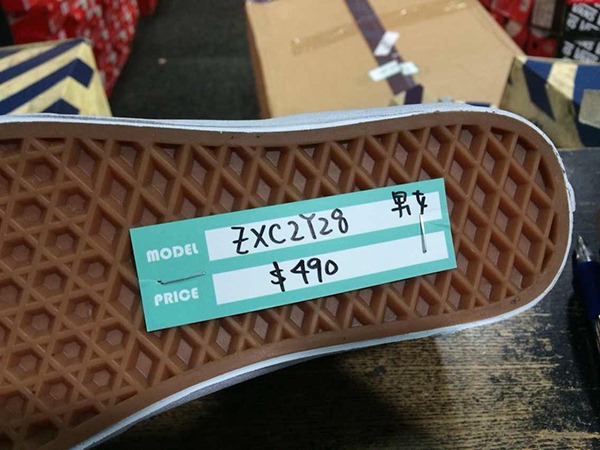 MODEL ZXC2Y28 男女
PRICE $490